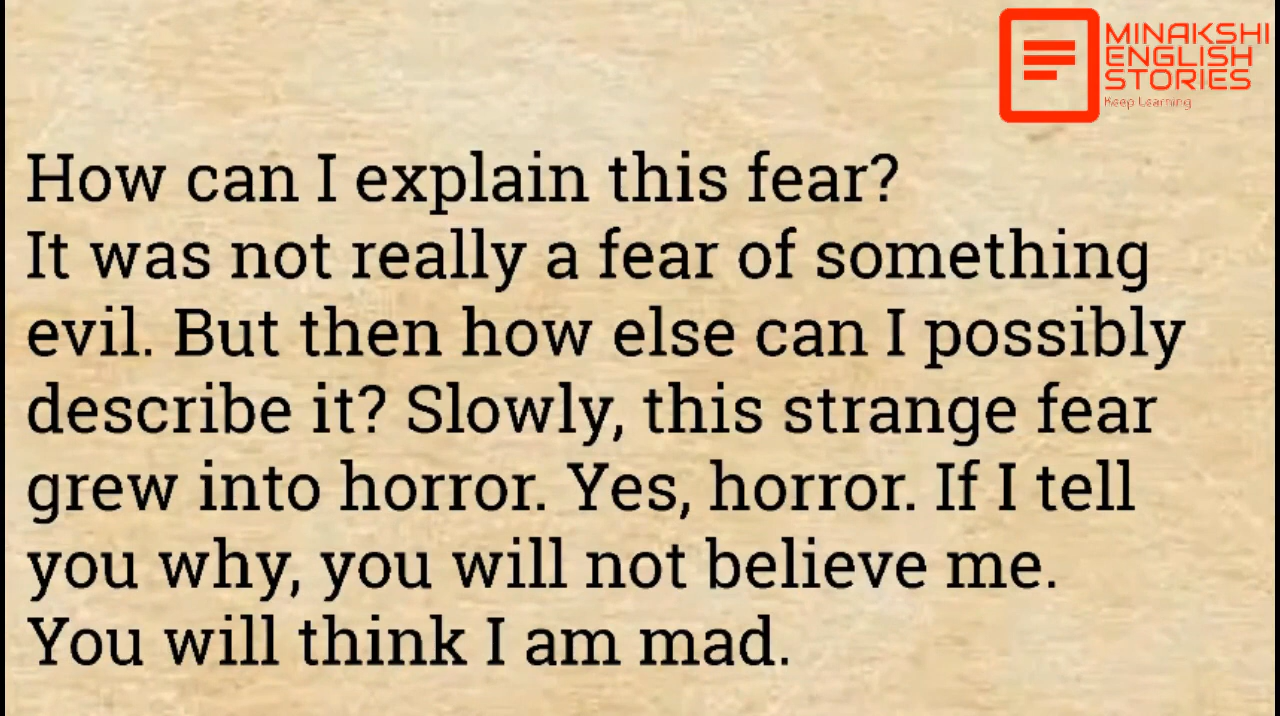 MINAKSHI
ENGLISH
STORIES
Keep Learning
How can I explain this fear?
It was not really a fear of something
evil. But then how else can I possibly
describe it? Slowly, this strange fear
grew into horror. Yes, horror. If I tell
you why, you will not believe me.
You will think I am mad.